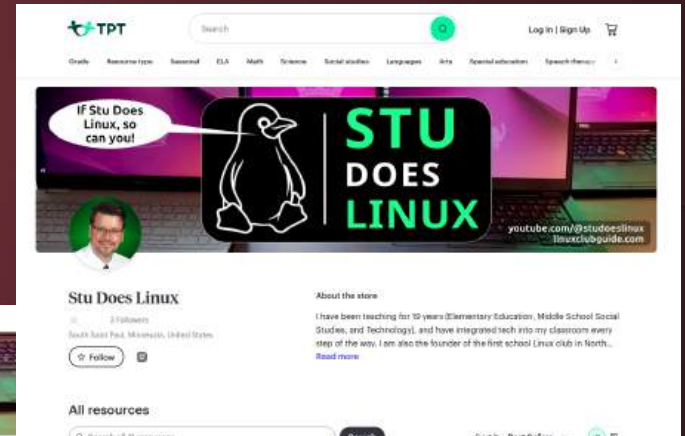 TPT
Search
Log In | Sign Up
Grade Resource type Seasonal ELA Math Science Social studies Languages Arts Special education Speech therapy
If Stu Does
Linux, so
can you!
STU
DOES
LINUX
youtube.com/@studoeslinux
linuxclubguide.com
Stu Does Linux
3 Followers
South Saint Paul, Minnesota, United States
Follow
About the store
I have been teaching for 19 years (Elementary Education, Middle School Social
Studies, and Technology), and have integrated tech into my classroom every
step of the way. I am also the founder of the first school Linux club in North...
Read more
All resources